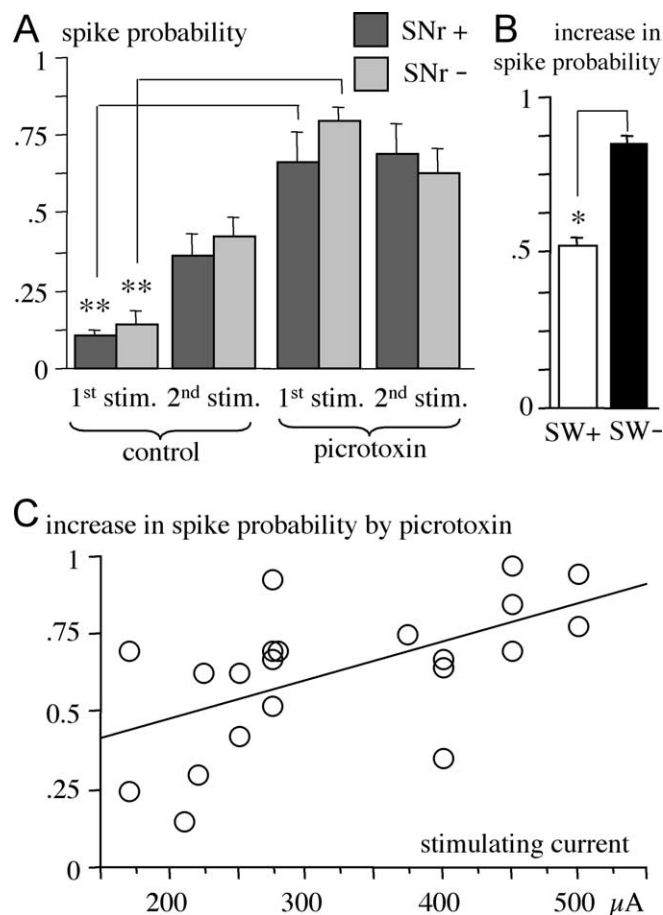 A spike probability
SNr +
SNr −
1
.75
.5
.25
0
**
**
1st stim. 2nd stim. 1st stim. 2nd stim.
control picrotoxin
B increase in
spike probability
1
.5
0
*
SW+ SW−
C increase in spike probability by picrotoxin
1
.75
0.5
.25
0
stimulating current
200 300 400 500 μA